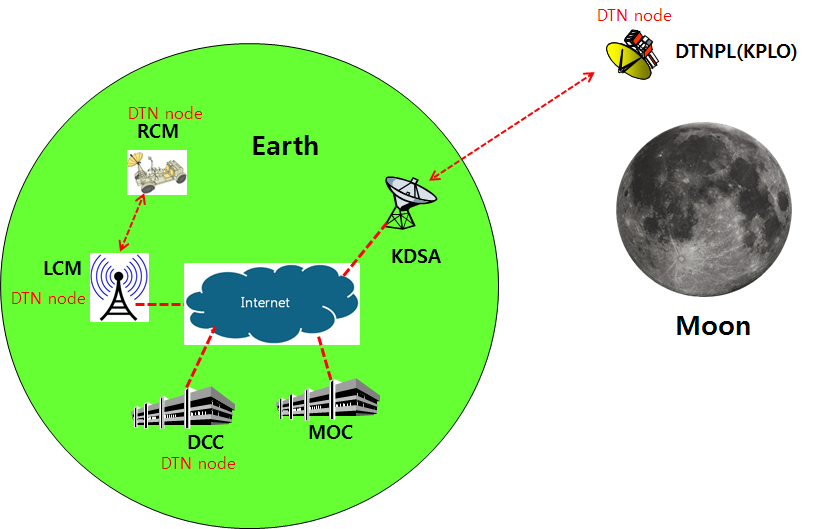 DTN node
DTNPL(KPLO)
DTN node
RCM
Earth
KDSA
LCM
DTN node
Internet
Moon
DCC
DTN node
MOC